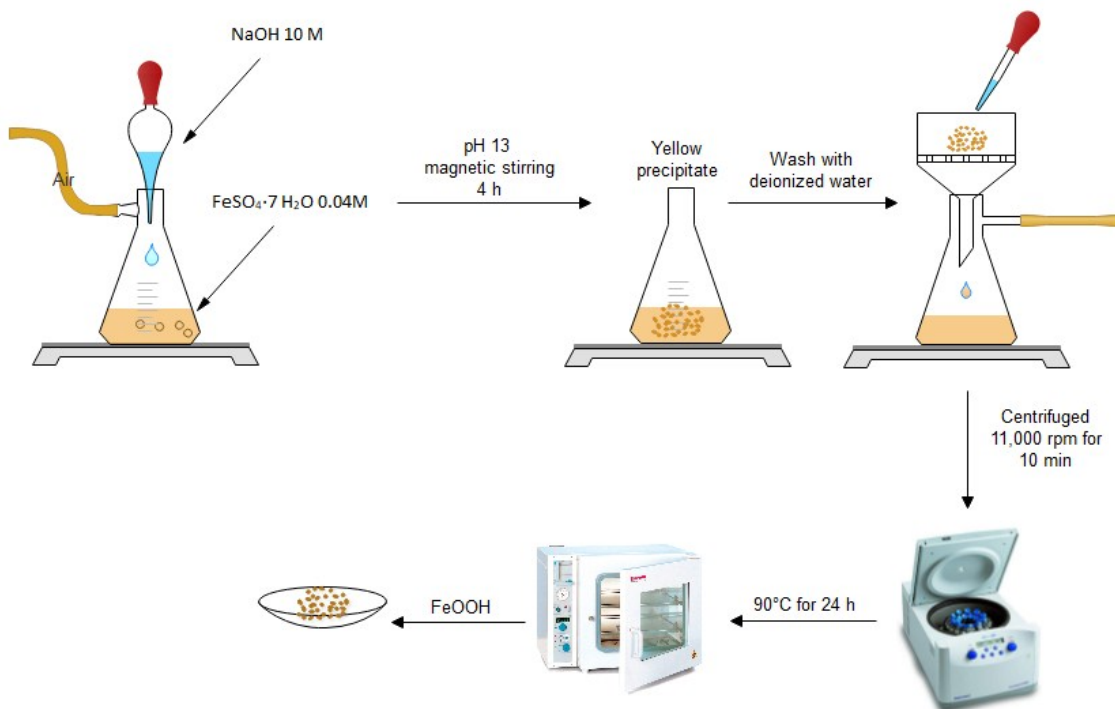 NaOH 10 M
Air
FeSO₄·7 H₂O 0.04M
pH 13
magnetic stirring
4 h
Yellow
precipitate
Wash with
deionized water
Centrifuged
11,000 rpm for
10 min
90°C for 24 h
FeOOH